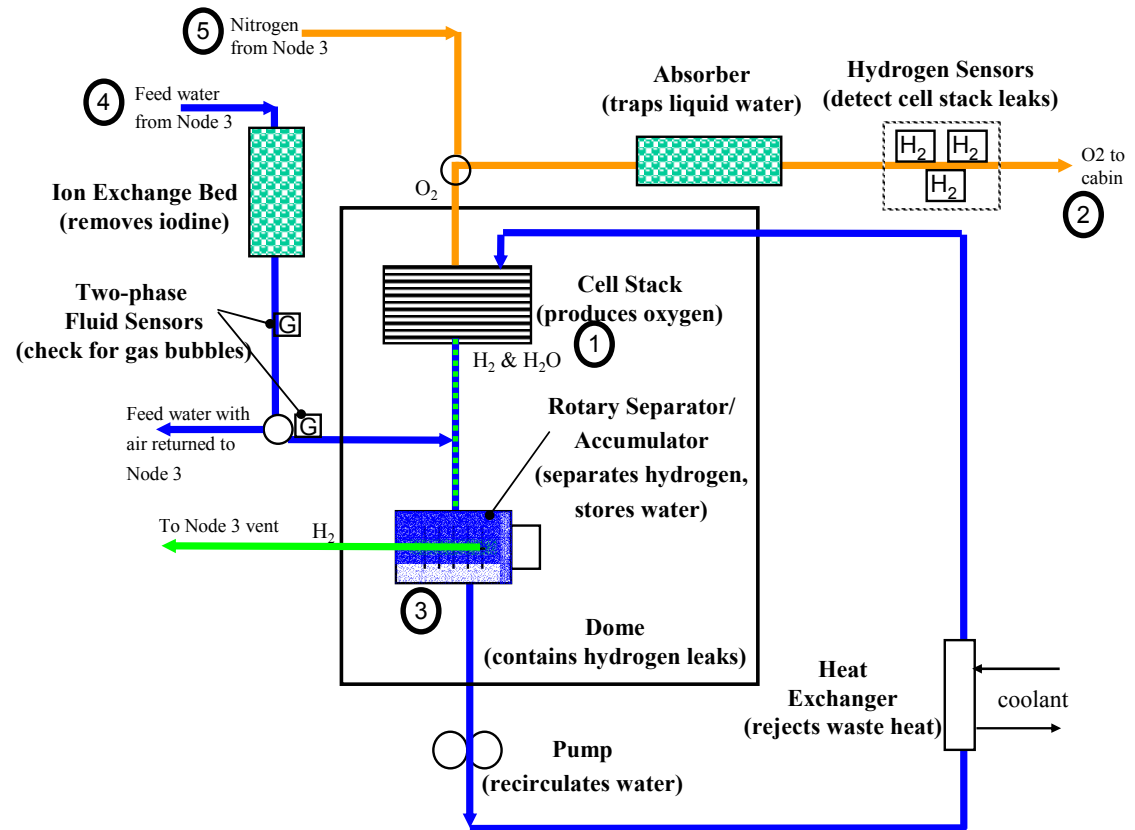 5
Nitrogen
from Node 3
4
Feed water
from Node 3
Absorber
(traps liquid water)
Hydrogen Sensors
(detect cell stack leaks)
H2
H2
H2
O2 to
cabin
2
Ion Exchange Bed
(removes iodine)
O2
Cell Stack
(produces oxygen)
1
H2 & H2O
Two-phase
Fluid Sensors
(check for gas bubbles)
G
G
Feed water with
air returned to
Node 3
Rotary Separator/
Accumulator
(separates hydrogen,
stores water)
To Node 3 vent
H2
3
Dome
(contains hydrogen leaks)
Heat
Exchanger
(rejects waste heat)
coolant
Pump
(recirculates water)